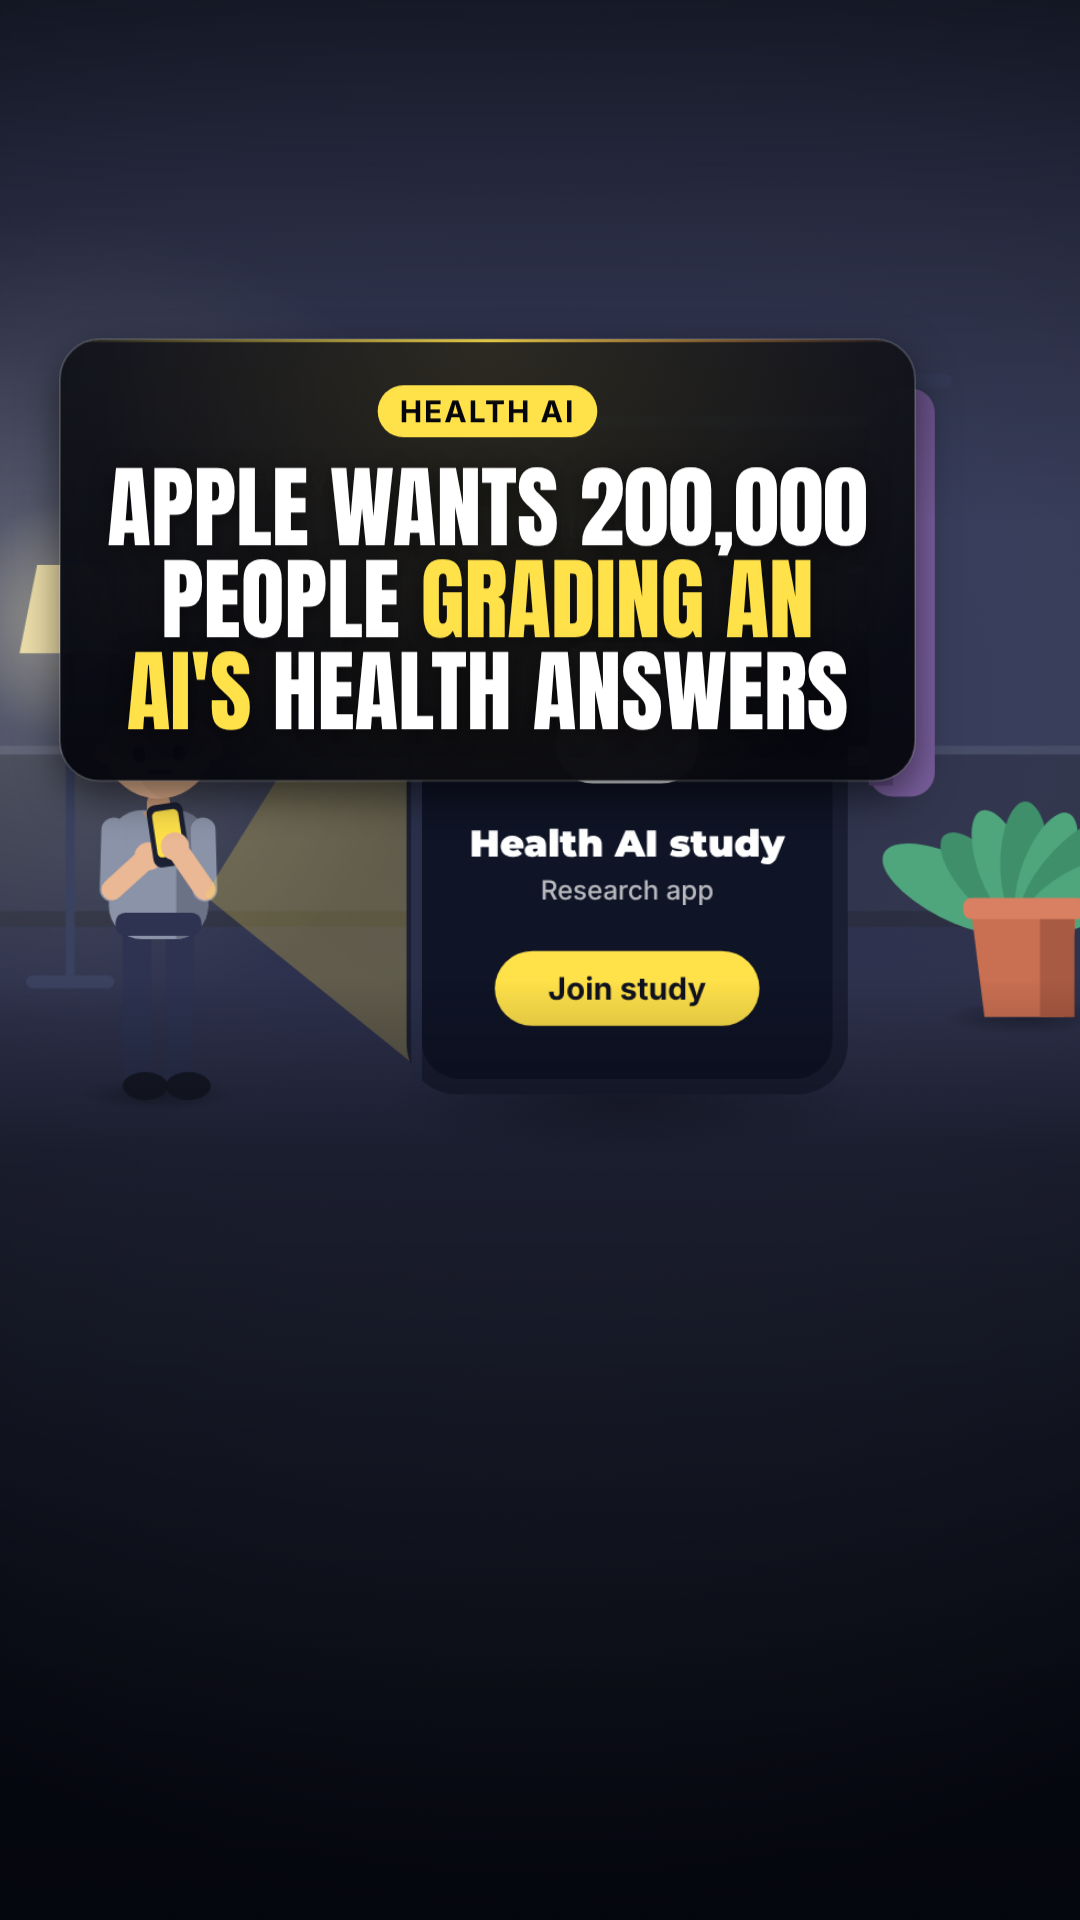 HEALTH AI
APPLE WANTS 200,000
PEOPLE GRADING AN
AI'S HEALTH ANSWERS
Health AI study
Research app
Join study